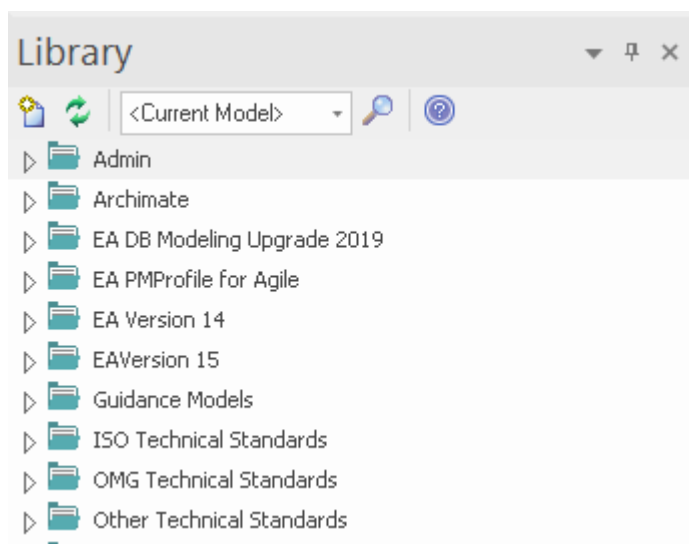 Library
<Current Model>
Admin
Archimate
EA DB Modeling Upgrade 2019
EA PMProfile for Agile
EA Version 14
EAVersion 15
Guidance Models
ISO Technical Standards
OMG Technical Standards
Other Technical Standards